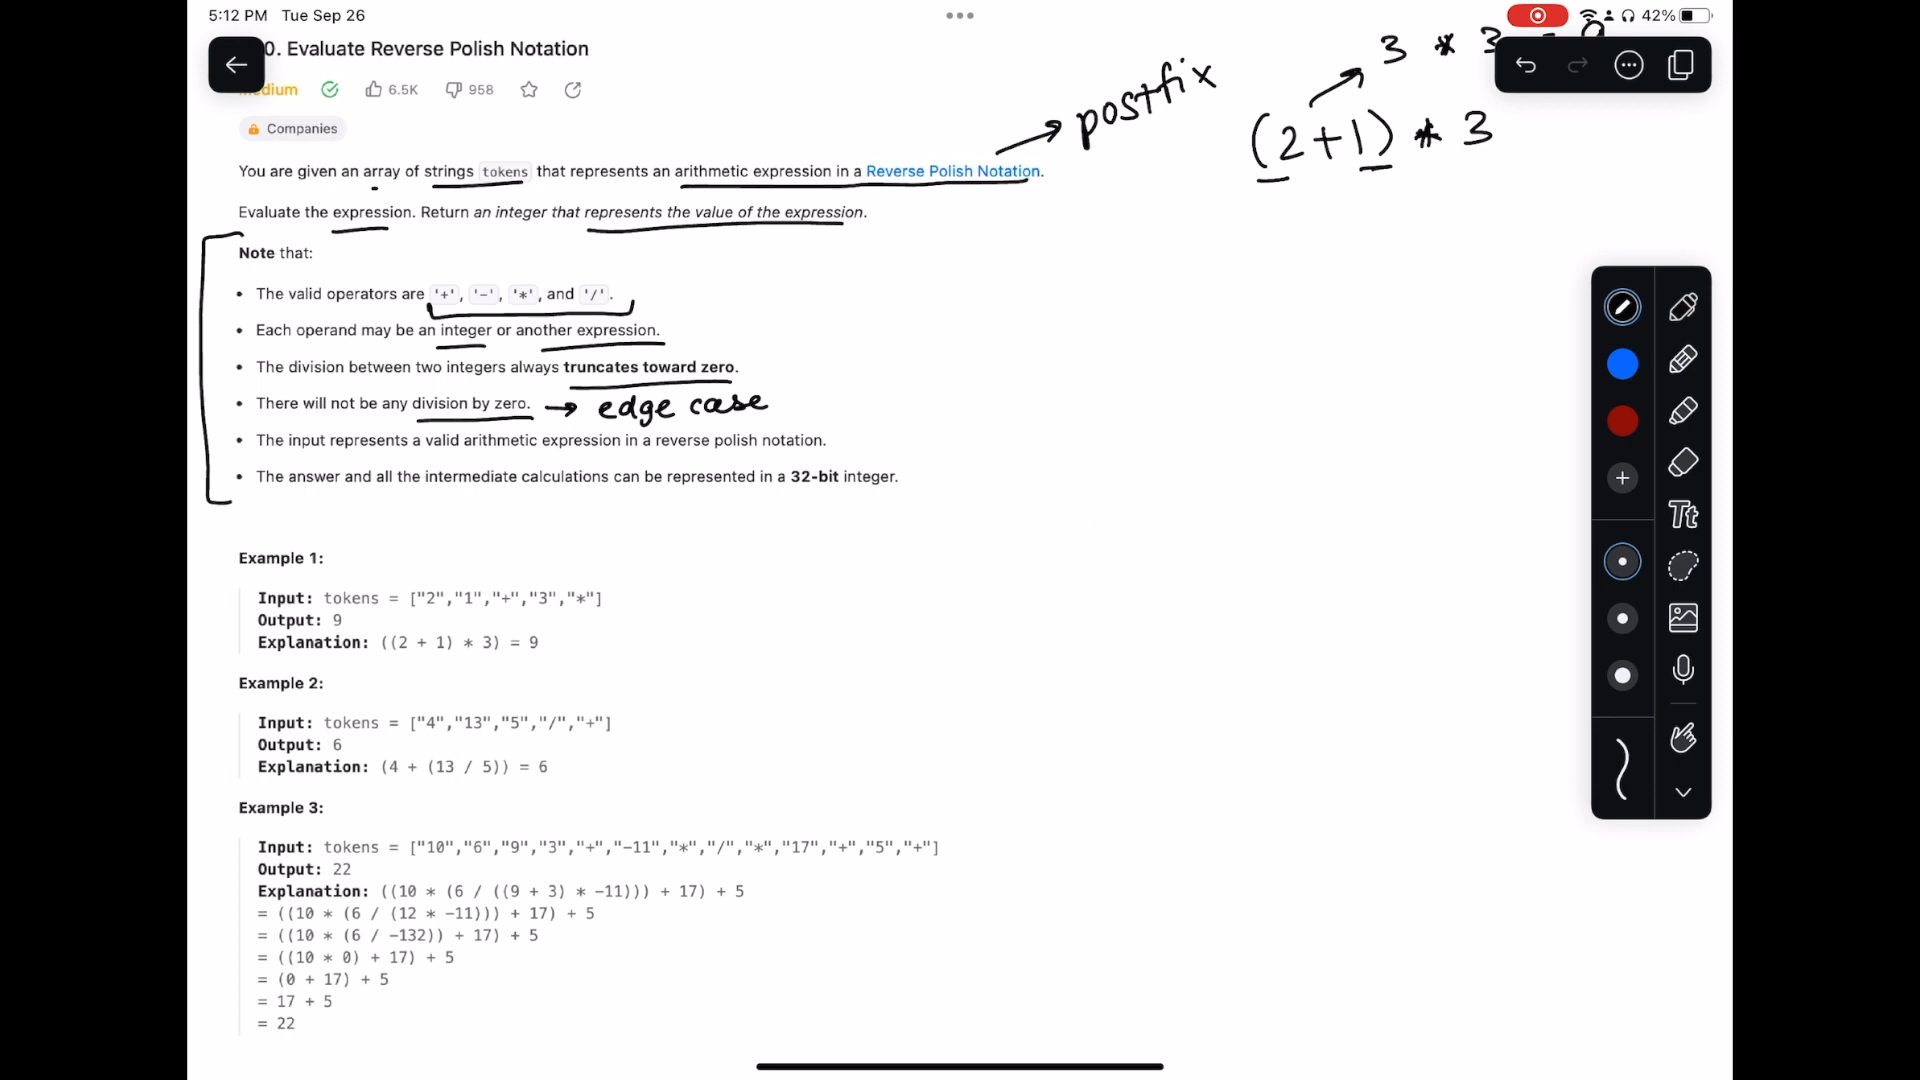 5:12 PM Tue Sep 26
42%
0. Evaluate Reverse Polish Notation
3 * 3
edium
6.5K
958
postfix
(2+1) * 3
Companies
You are given an array of strings tokens that represents an arithmetic expression in a Reverse Polish Notation.
Evaluate the expression. Return an integer that represents the value of the expression.
Note that:
• The valid operators are '+', '-', '*', and '/'.
• Each operand may be an integer or another expression.
• The division between two integers always truncates toward zero.
• There will not be any division by zero. → edge case
• The input represents a valid arithmetic expression in a reverse polish notation.
• The answer and all the intermediate calculations can be represented in a 32-bit integer.
Tt
Example 1:
Input: tokens = ["2","1","+","3","*"]
Output: 9
Explanation: ((2 + 1) * 3) = 9
Example 2:
Input: tokens = ["4","13","5","/","+"]
Output: 6
Explanation: (4 + (13 / 5)) = 6
Example 3:
Input: tokens = ["10","6","9","3","+","-11","*","/","*","17","+","5","+"]
Output: 22
Explanation: ((10 * (6 / ((9 + 3) * -11))) + 17) + 5
= ((10 * (6 / (12 * -11))) + 17) + 5
= ((10 * (6 / -132)) + 17) + 5
= ((10 * 0) + 17) + 5
= (0 + 17) + 5
= 17 + 5
= 22